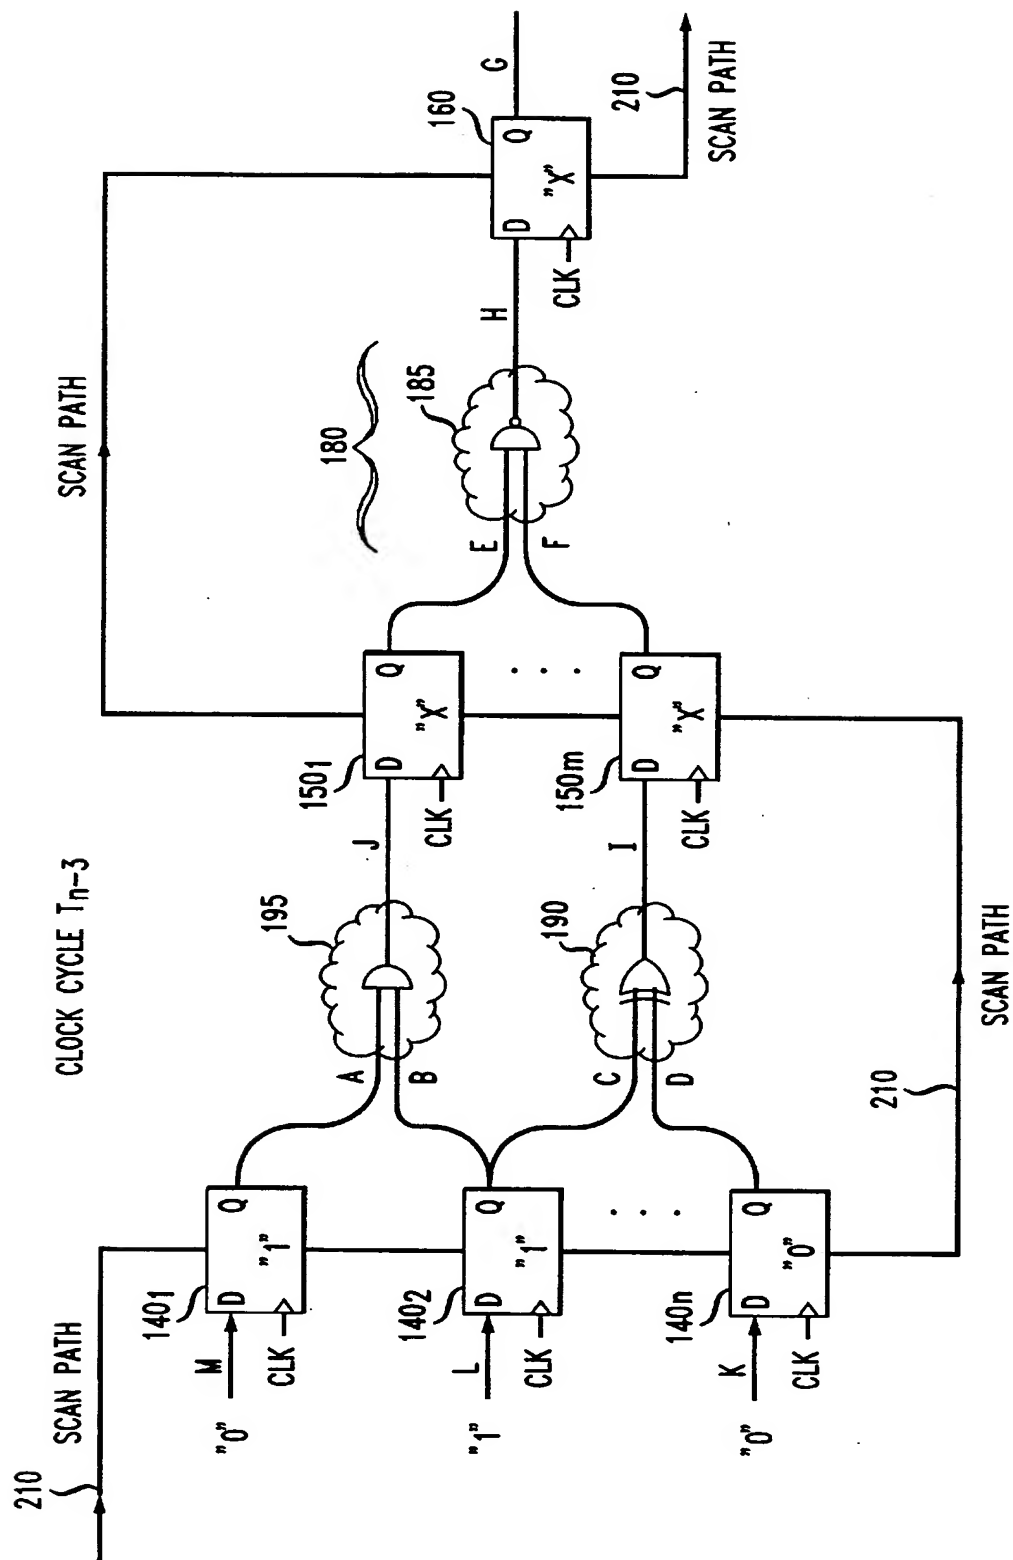 CLOCK CYCLE Tn-3
210
SCAN PATH
SCAN PATH
180
M
"0"
1401
D
Q
"1"
CLK
A
B
195
J
1501
D
Q
"X"
CLK
E
F
185
H
160
D
Q
"X"
CLK
G
210
SCAN PATH
L
"1"
1402
D
Q
"1"
CLK
. . .
C
D
190
I
. . .
150m
D
Q
"X"
CLK
K
"0"
140n
D
Q
"0"
CLK
210
SCAN PATH